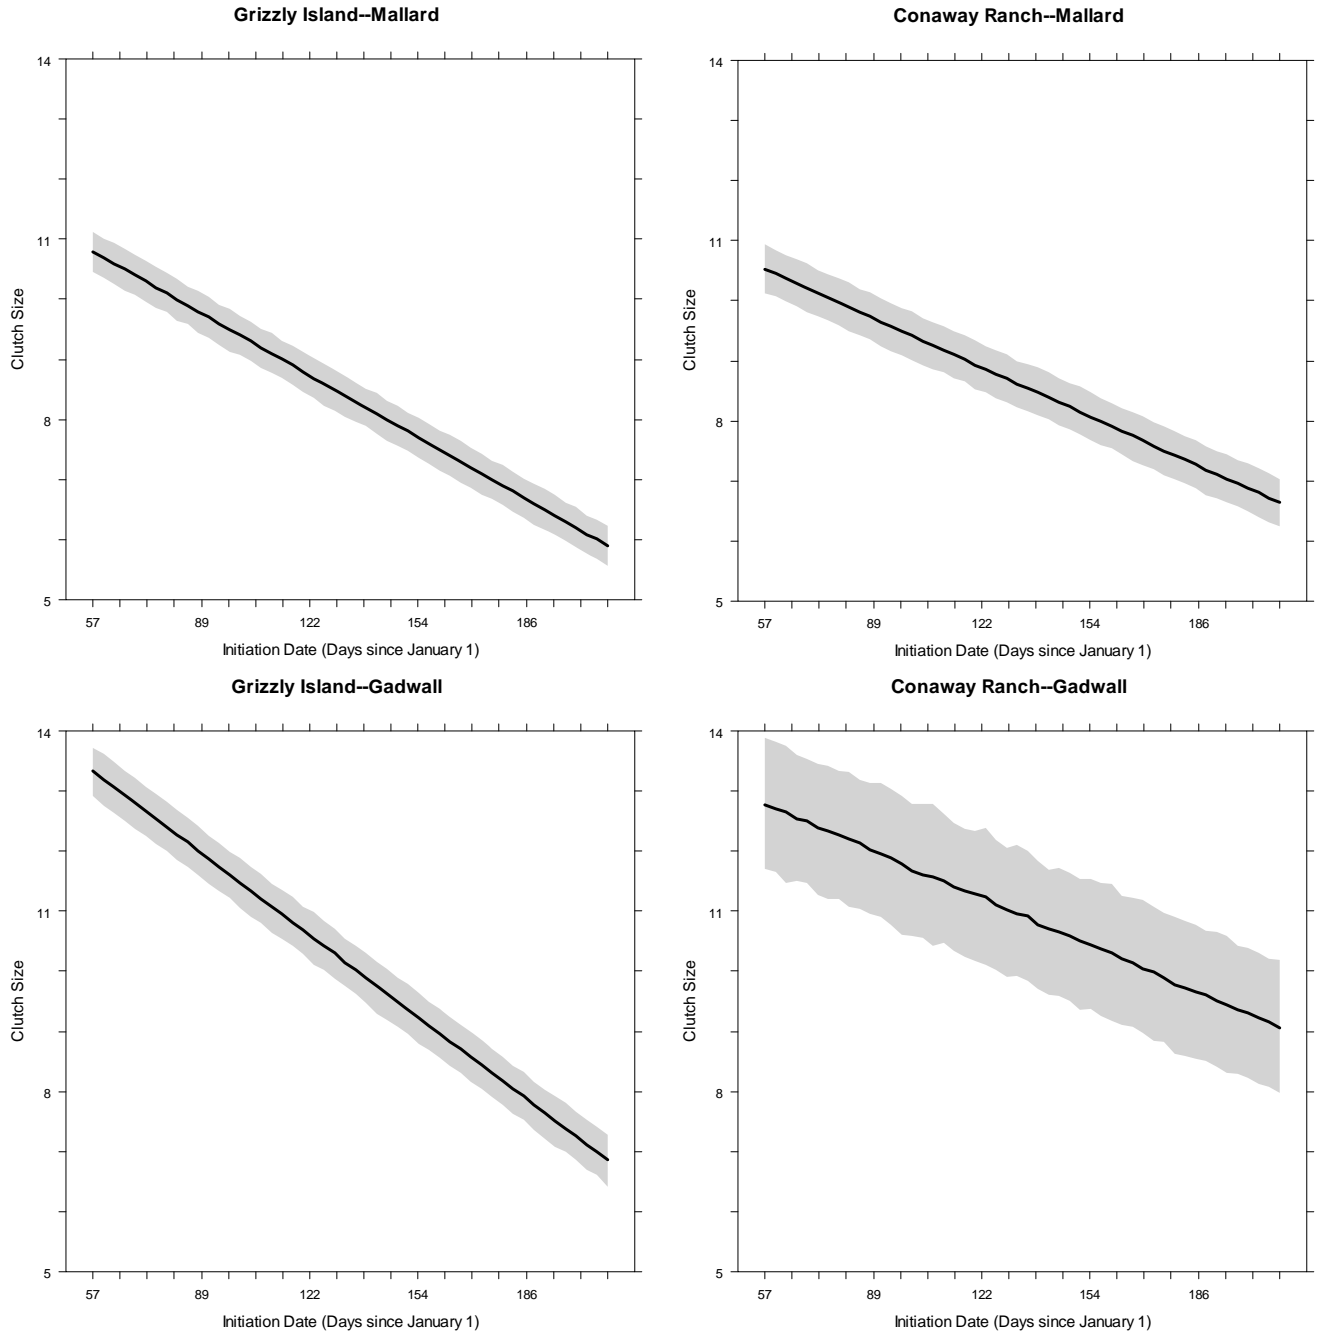 Grizzly Island--Mallard
14
11
8
5
Clutch Size
57 89 122 154 186
Initiation Date (Days since January 1)
Conaway Ranch--Mallard
14
11
8
5
Clutch Size
57 89 122 154 186
Initiation Date (Days since January 1)
Grizzly Island--Gadwall
14
11
8
5
Clutch Size
57 89 122 154 186
Initiation Date (Days since January 1)
Conaway Ranch--Gadwall
14
11
8
5
Clutch Size
57 89 122 154 186
Initiation Date (Days since January 1)